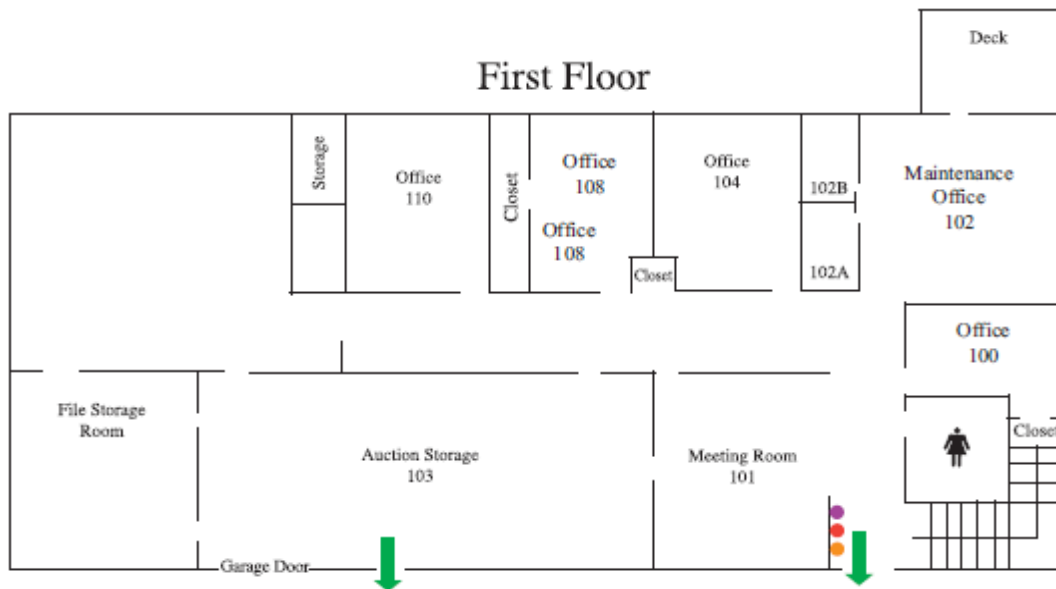 Deck
First Floor
Storage
Office
110
Closet
Office
108
Office
108
Office
104
102B
Maintenance
Office
102
Closet
102A
Office
100
File Storage
Room
Auction Storage
103
Meeting Room
101
Closet
Garage Door